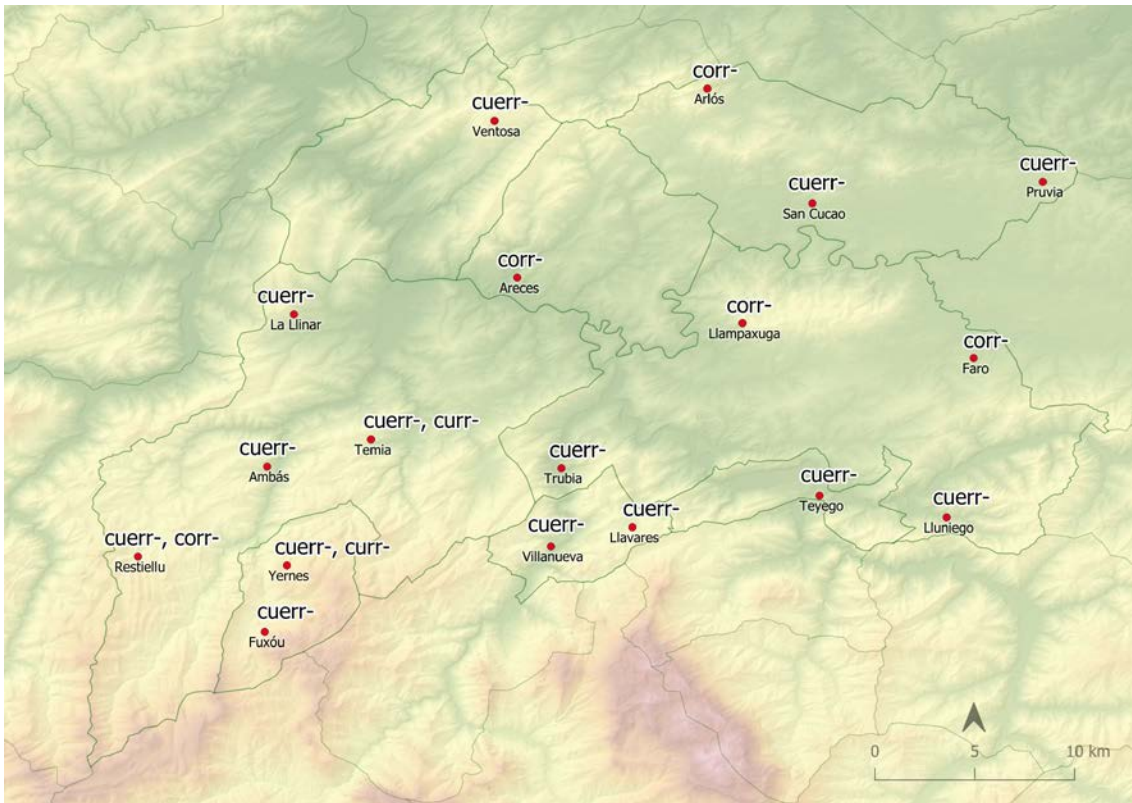 corr-
Arlós
cuerr-
Ventosa
cuerr-
Pruvia
cuerr-
San Cucao
corr-
Areces
cuerr-
La Llinar
corr-
Llampaxuga
corr-
Faro
cuerr-, curr-
Temia
cuerr-
Ambás
cuerr-
Trubia
cuerr-
Teyego
cuerr-
Lluniego
cuerr-
Llavares
cuerr-
Villanueva
cuerr-, corr-
Restiellu
cuerr-, curr-
Yernes
cuerr-
Fuxóu
0 5 10 km